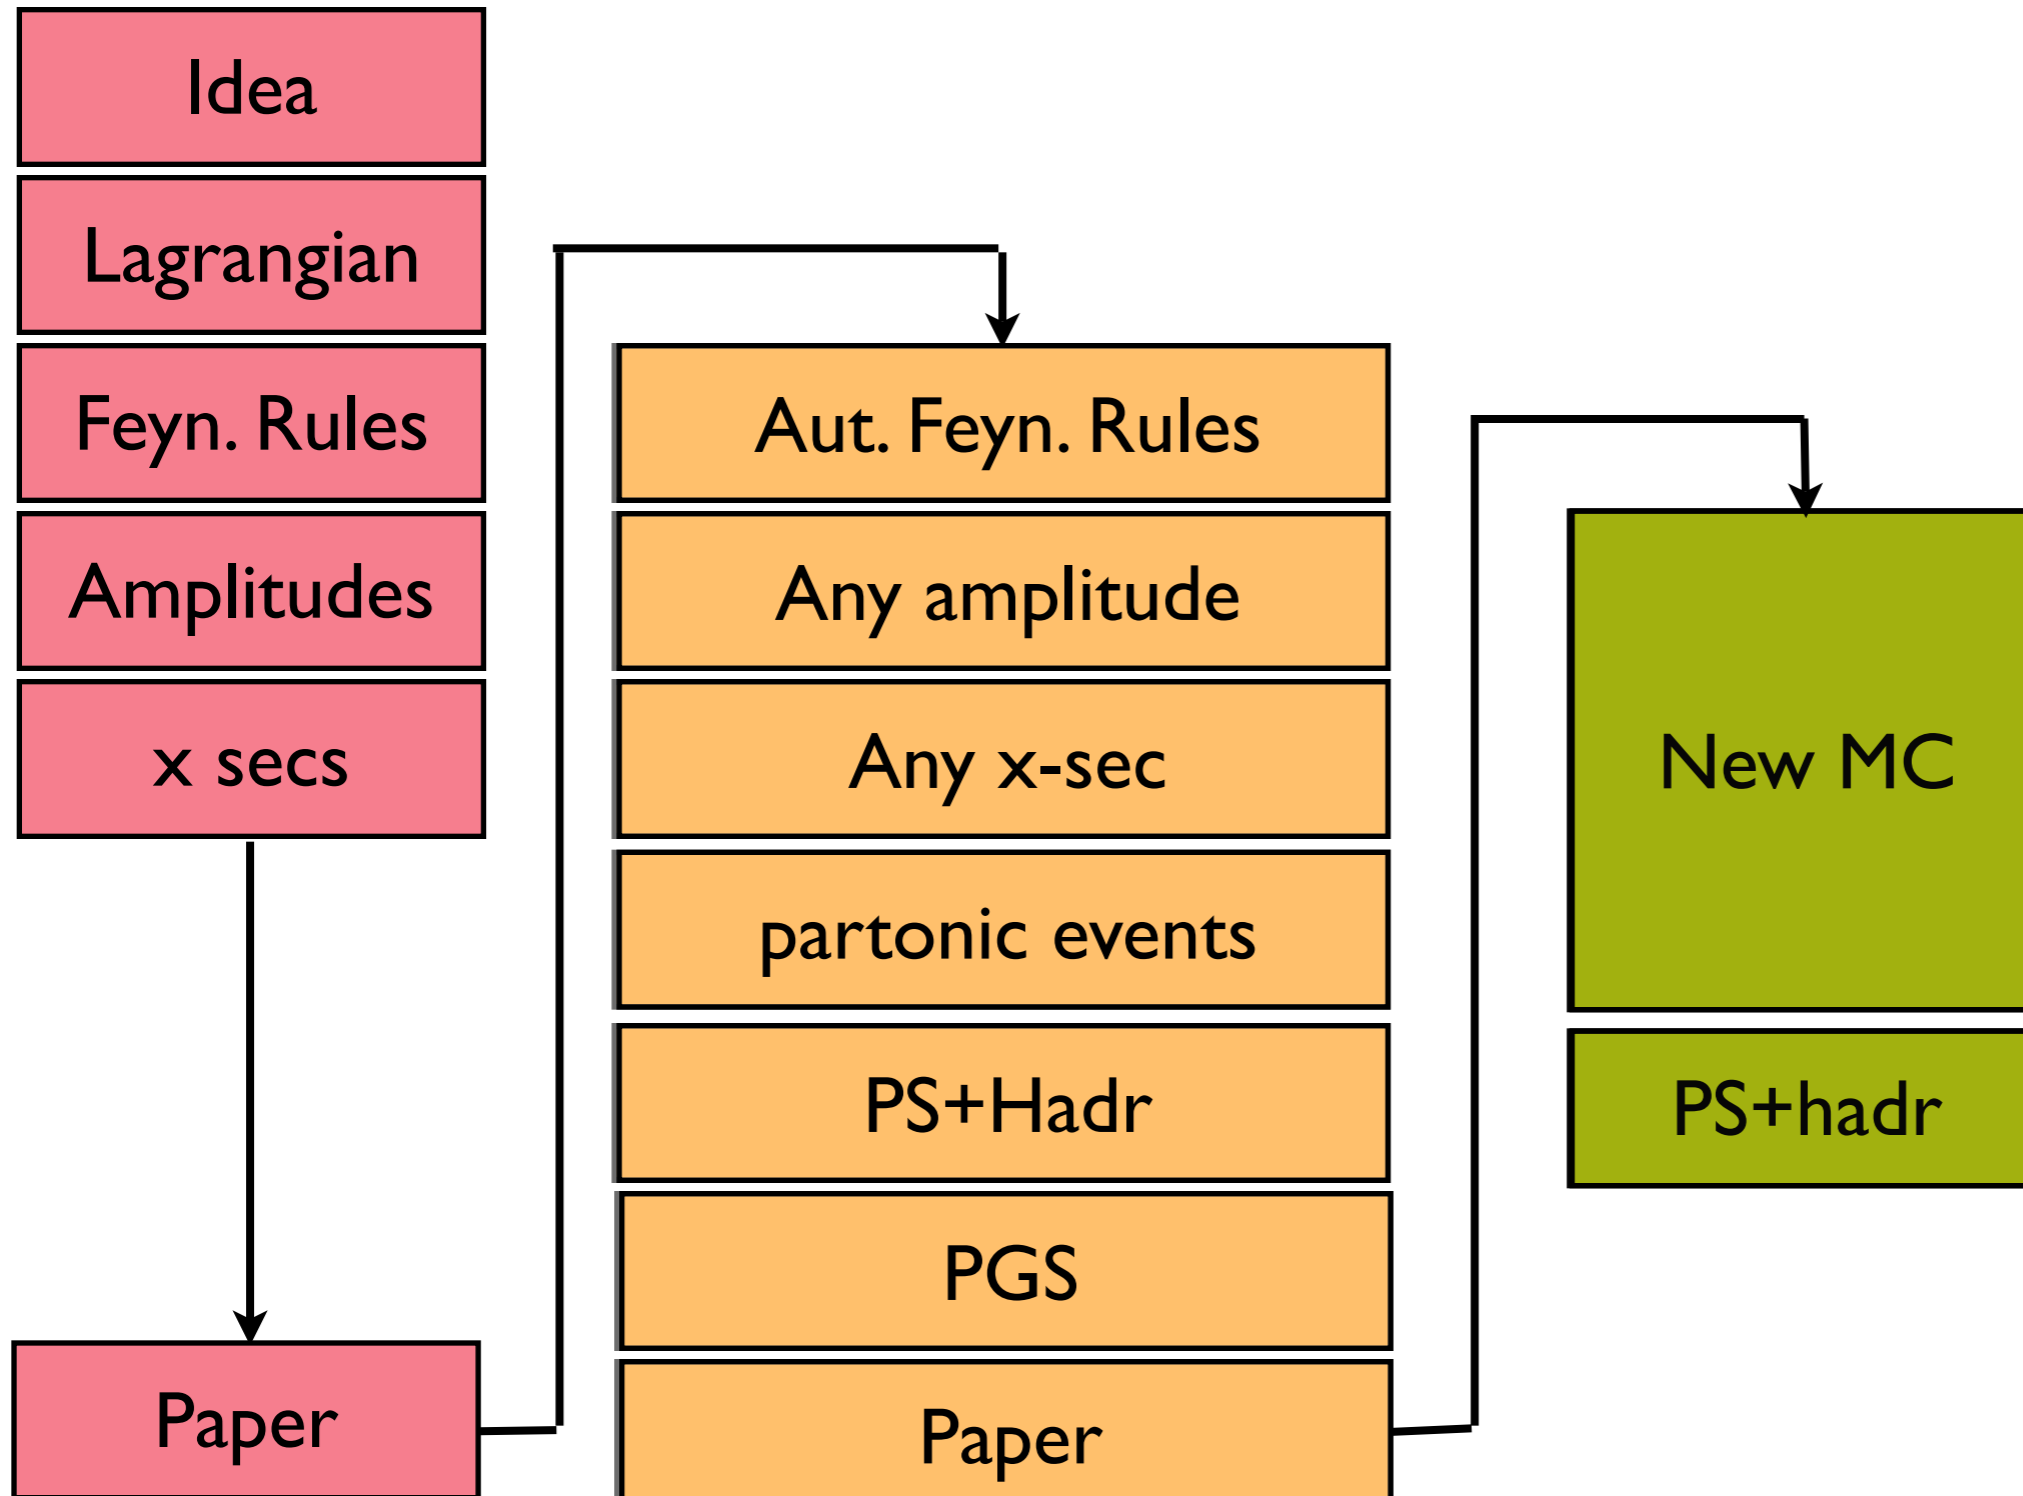 Idea
Lagrangian
Feyn. Rules
Amplitudes
x secs
Paper
Aut. Feyn. Rules
Any amplitude
Any x-sec
partonic events
PS+Hadr
PGS
Paper
New MC
PS+hadr